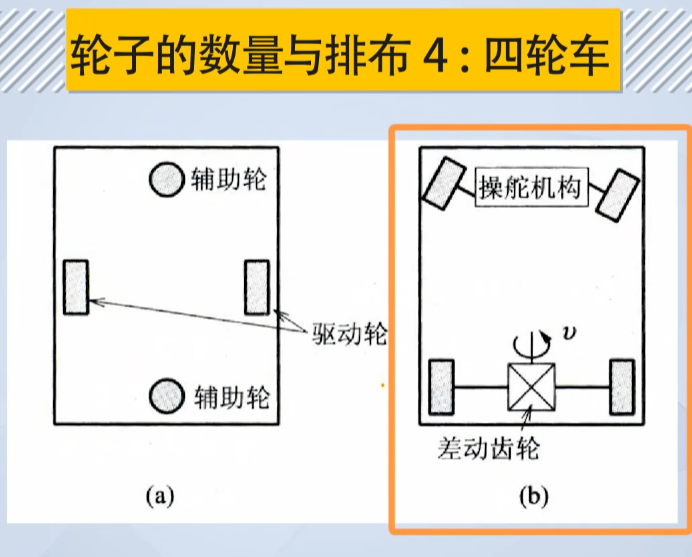 轮子的数量与排布 4 : 四轮车
辅助轮
驱动轮
辅助轮
(a)
操舵机构
υ
差动齿轮
(b)